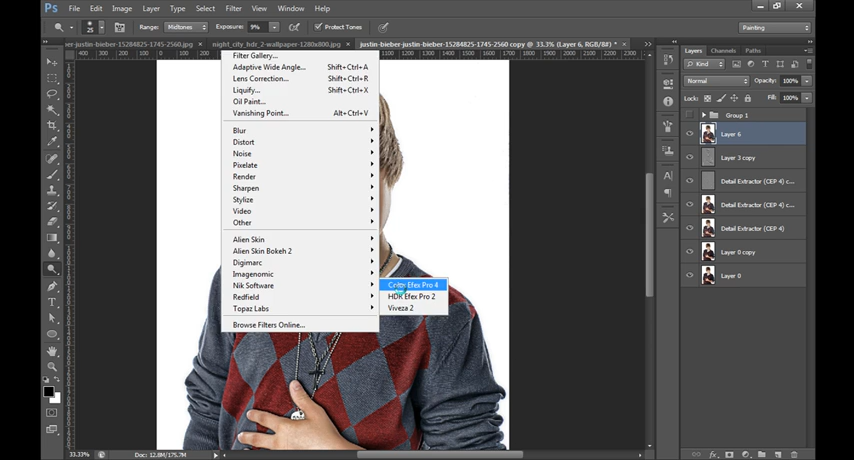 Ps File Edit Image Layer Type Select Filter View Window Help
25 Range: Midtones Exposure: 9% Protect Tones Painting
er-justin-bieber-15284825-1745-2560.jpg × night_city_hdr_2-wallpaper-1280x800.jpg × justin-bieber-justin-bieber-15284825-1745-2560 copy @ 33.3% (Layer 6, RGB/8#) * ×
Filter Gallery...
Adaptive Wide Angle... Shift+Ctrl+A
Lens Correction... Shift+Ctrl+R
Liquify... Shift+Ctrl+X
Oil Paint...
Vanishing Point... Alt+Ctrl+V
Blur
Distort
Noise
Pixelate
Render
Sharpen
Stylize
Video
Other
Alien Skin
Alien Skin Bokeh 2
Digimarc
Imagenomic
Nik Software
Redfield
Topaz Labs
Browse Filters Online...
Color Efex Pro 4
HDR Efex Pro 2
Viveza 2
Layers Channels Paths
Kind
Normal Opacity: 100%
Lock: Fill: 100%
Group 1
Layer 6
Layer 3 copy
Detail Extractor (CEP 4) c...
Detail Extractor (CEP 4) c...
Detail Extractor (CEP 4)
Layer 0 copy
Layer 0
33.33% Doc: 12.8M/175.7M